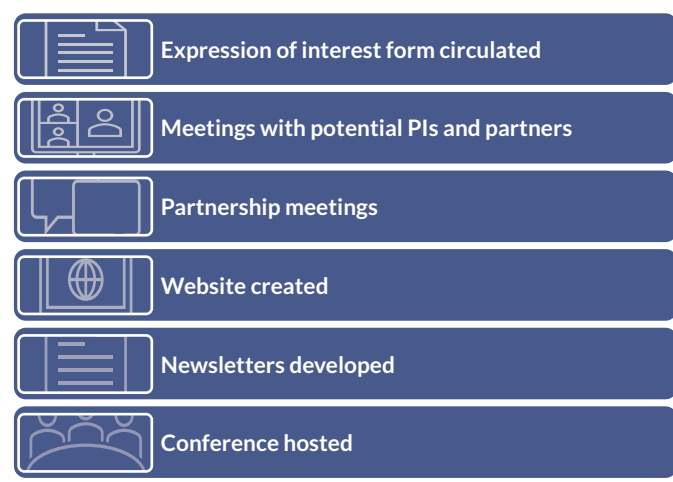 Expression of interest form circulated
Meetings with potential PIs and partners
Partnership meetings
Website created
Newsletters developed
Conference hosted